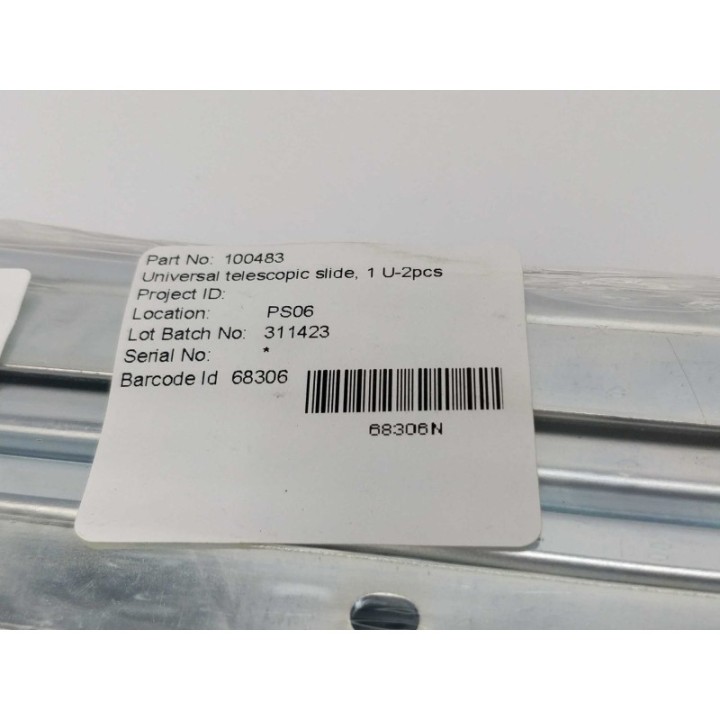 Part No: 100483
Universal telescopic slide, 1 U-2pcs
Project ID:
Location: PS06
Lot Batch No: 311423
Serial No: *
Barcode Id 68306
68306N